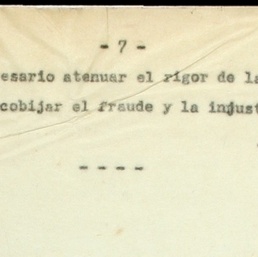 - 7 -
esario atenuar el rigor de la
cobijar el fraude y la injust
- - - -